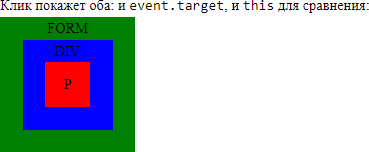 Клик покажет оба: и event.target, и this для сравнения:
FORM
DIV
P